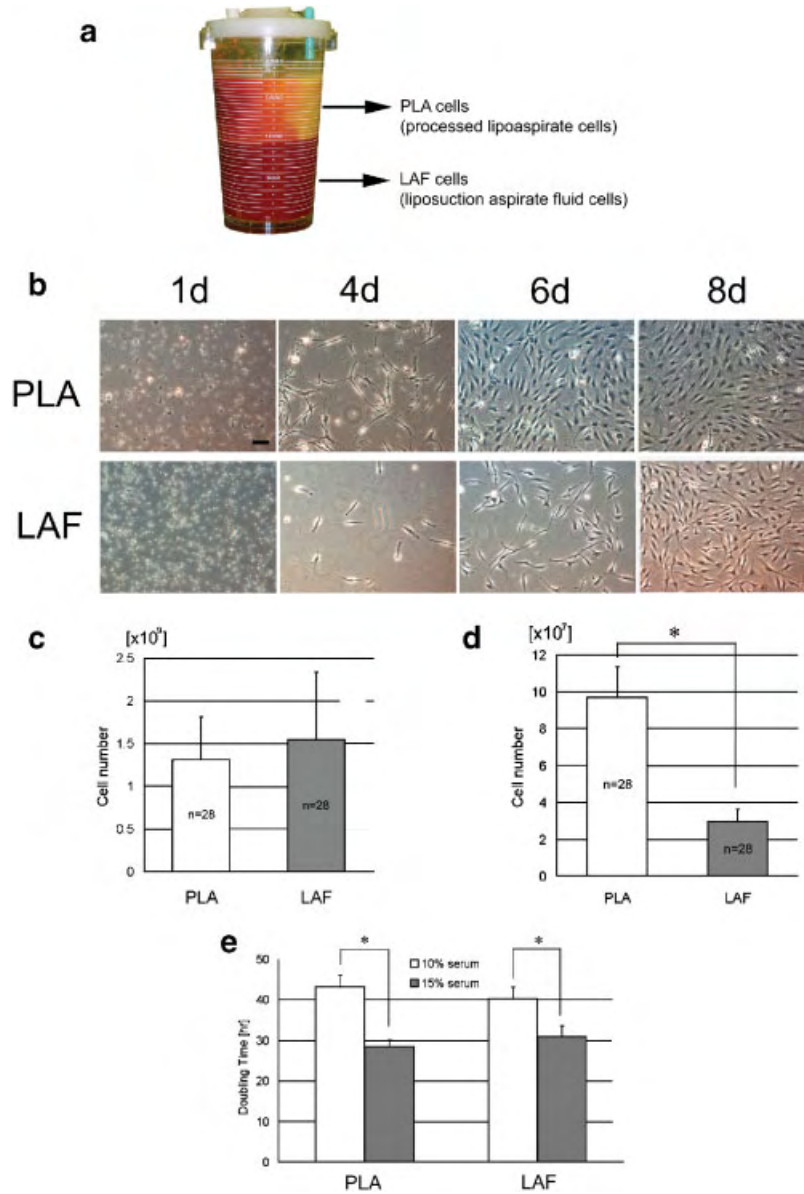 a
PLA cells
(processed lipoaspirate cells)
LAF cells
(liposuction aspirate fluid cells)
b
1d 4d 6d 8d
PLA
LAF
c
[x10⁹]
Cell number
2.5
2
1.5
1
0.5
0
n=28
n=28
PLA LAF
d
[x10⁷]
*
Cell number
12
10
8
6
4
2
0
n=28
n=28
PLA LAF
e
* *
10% serum
15% serum
Doubling Time [hr]
50
40
30
20
10
0
PLA LAF